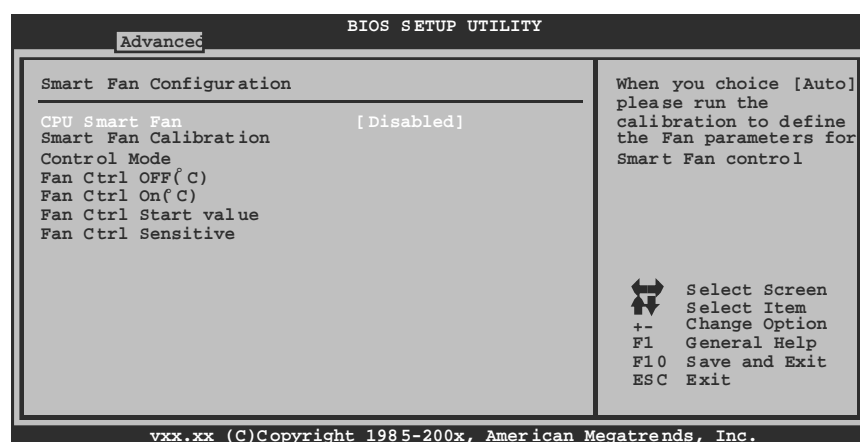 BIOS SETUP UTILITY
Advanced
Smart Fan Configuration
CPU Smart Fan [Disabled]
Smart Fan Calibration
Control Mode
Fan Ctrl OFF(°C)
Fan Ctrl On(°C)
Fan Ctrl Start value
Fan Ctrl Sensitive
When you choice [Auto]
please run the
calibration to define
the Fan parameters for
Smart Fan control
Select Screen
Select Item
+- Change Option
F1 General Help
F10 Save and Exit
ESC Exit
vxx.xx (C)Copyright 1985-200x, American Megatrends, Inc.